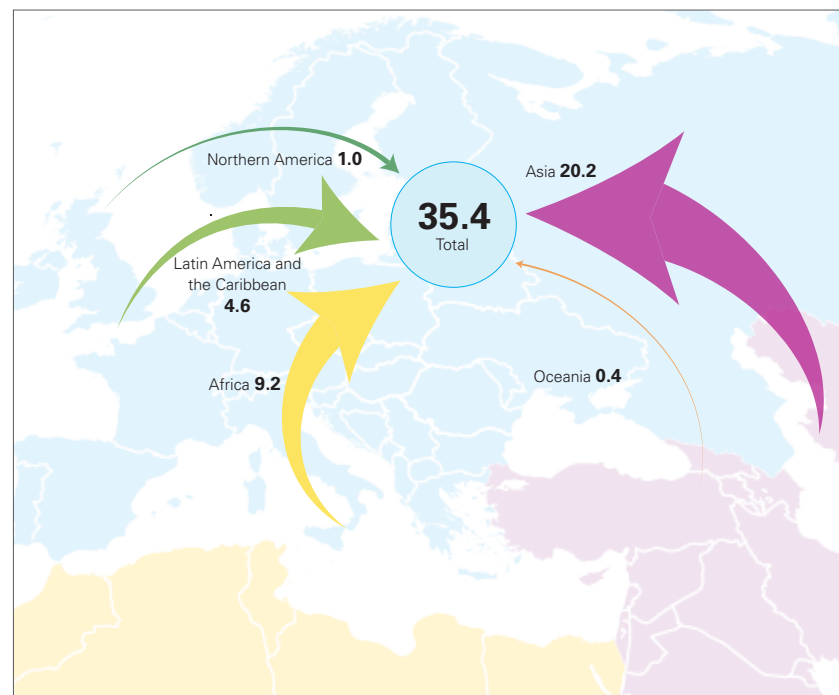 Northern America 1.0
Asia 20.2
35.4
Total
Latin America and
the Caribbean
4.6
Africa 9.2
Oceania 0.4